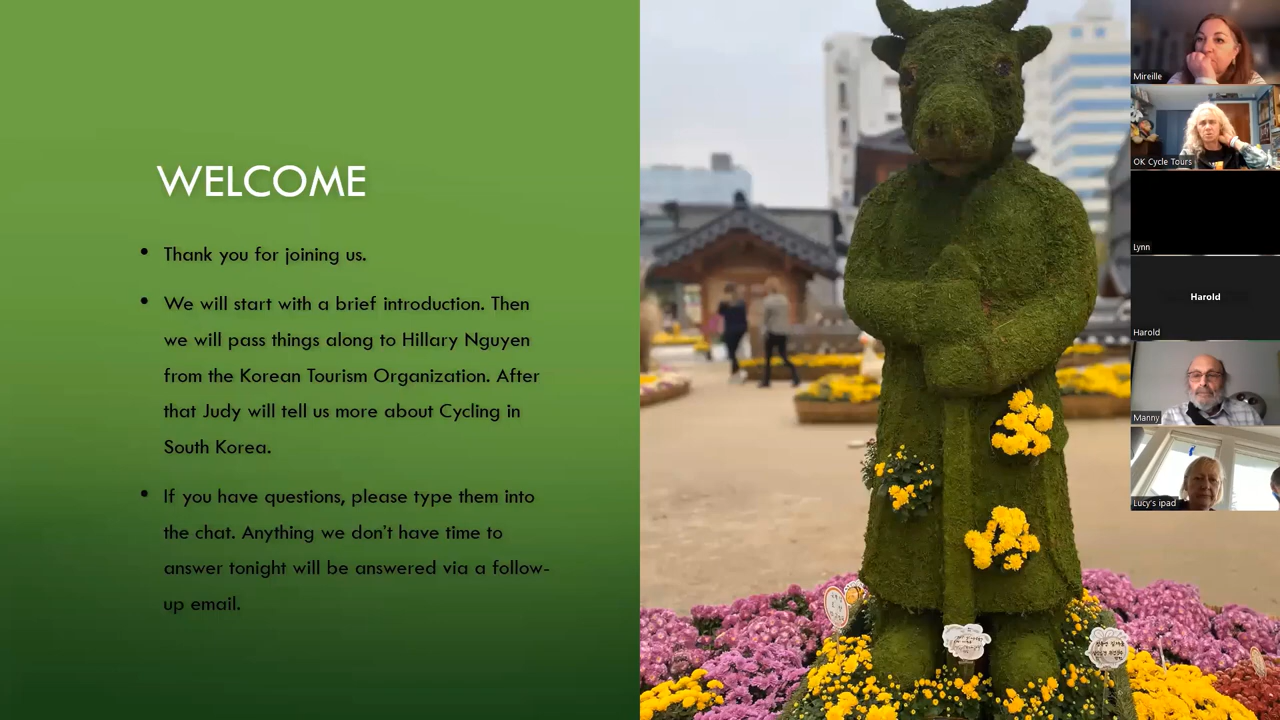 WELCOME
• Thank you for joining us.
• We will start with a brief introduction. Then
we will pass things along to Hillary Nguyen
from the Korean Tourism Organization. After
that Judy will tell us more about Cycling in
South Korea.
• If you have questions, please type them into
the chat. Anything we don't have time to
answer tonight will be answered via a follow-
up email.
Mireille
OK Cycle Tours
Lynn
Harold
Harold
Manny
Lucy's ipad